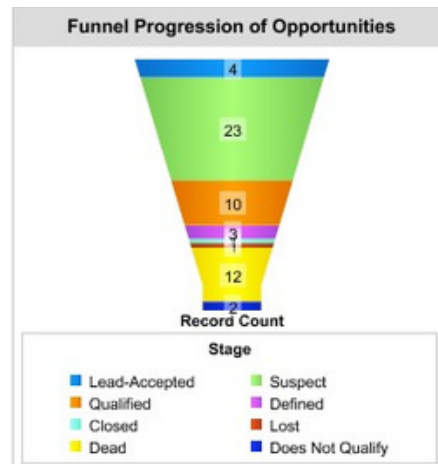 Funnel Progression of Opportunities
4
23
10
3
1
12
2
Record Count
Stage
Lead-Accepted Suspect
Qualified Defined
Closed Lost
Dead Does Not Qualify